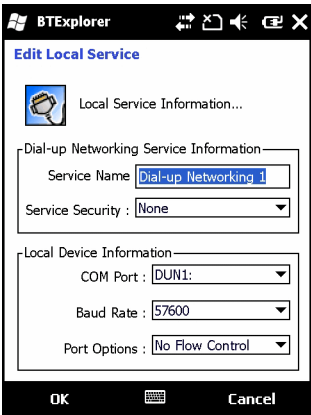 BTExplorer
Edit Local Service
Local Service Information...
Dial-up Networking Service Information
Service Name Dial-up Networking 1
Service Security : None
Local Device Information
COM Port : DUN1:
Baud Rate : 57600
Port Options : No Flow Control
OK Cancel